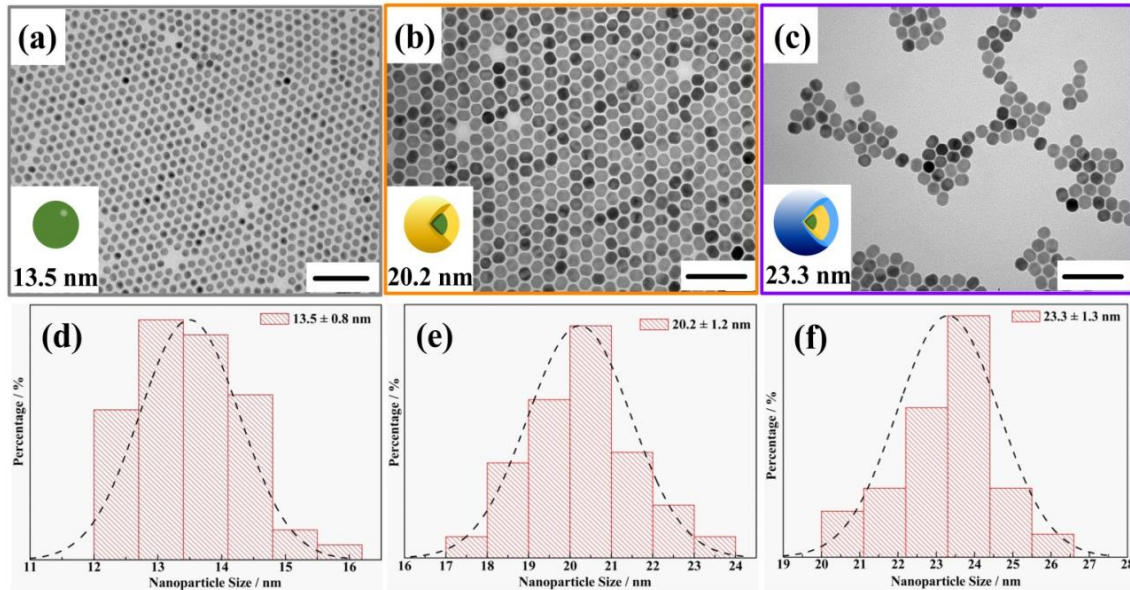 (a)
13.5 nm
(b)
20.2 nm
(c)
23.3 nm
(d)
13.5 ± 0.8 nm
Percentage / %
11 12 13 14 15 16
Nanoparticle Size / nm
(e)
20.2 ± 1.2 nm
Percentage / %
16 17 18 19 20 21 22 23 24
Nanoparticle Size / nm
(f)
23.3 ± 1.3 nm
Percentage / %
19 20 21 22 23 24 25 26 27 28
Nanoparticle Size / nm